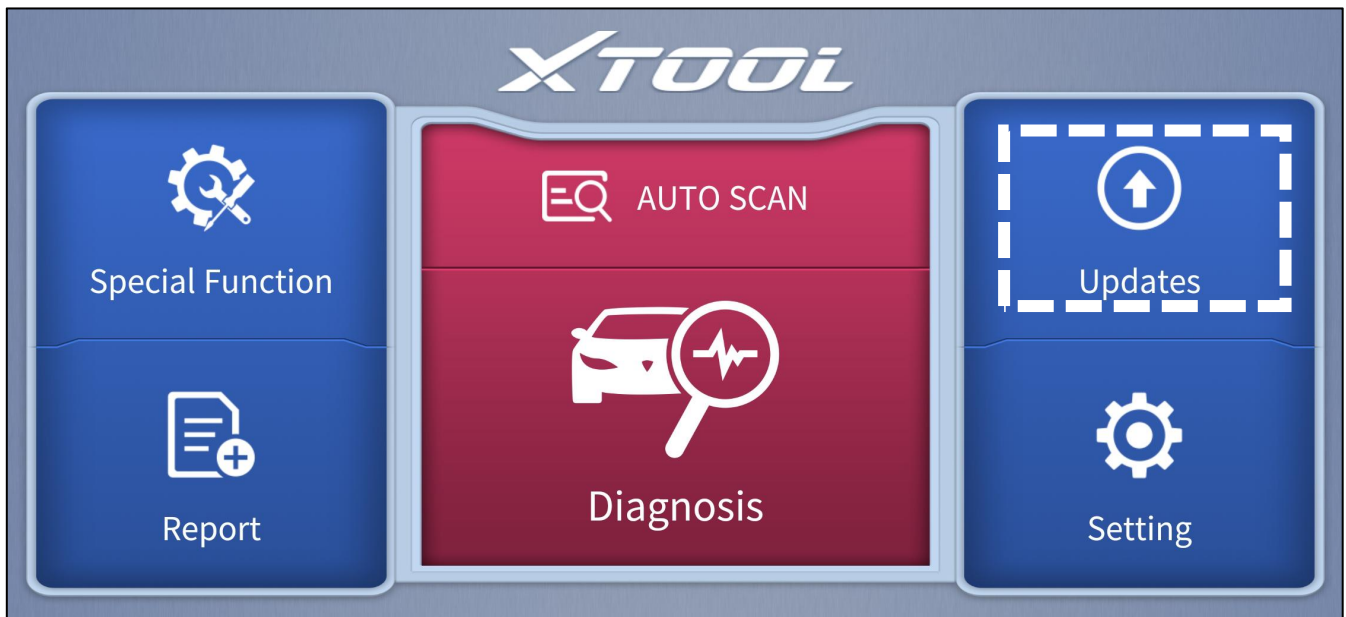 XTOOL
Special Function
Report
AUTO SCAN
Diagnosis
Updates
Setting